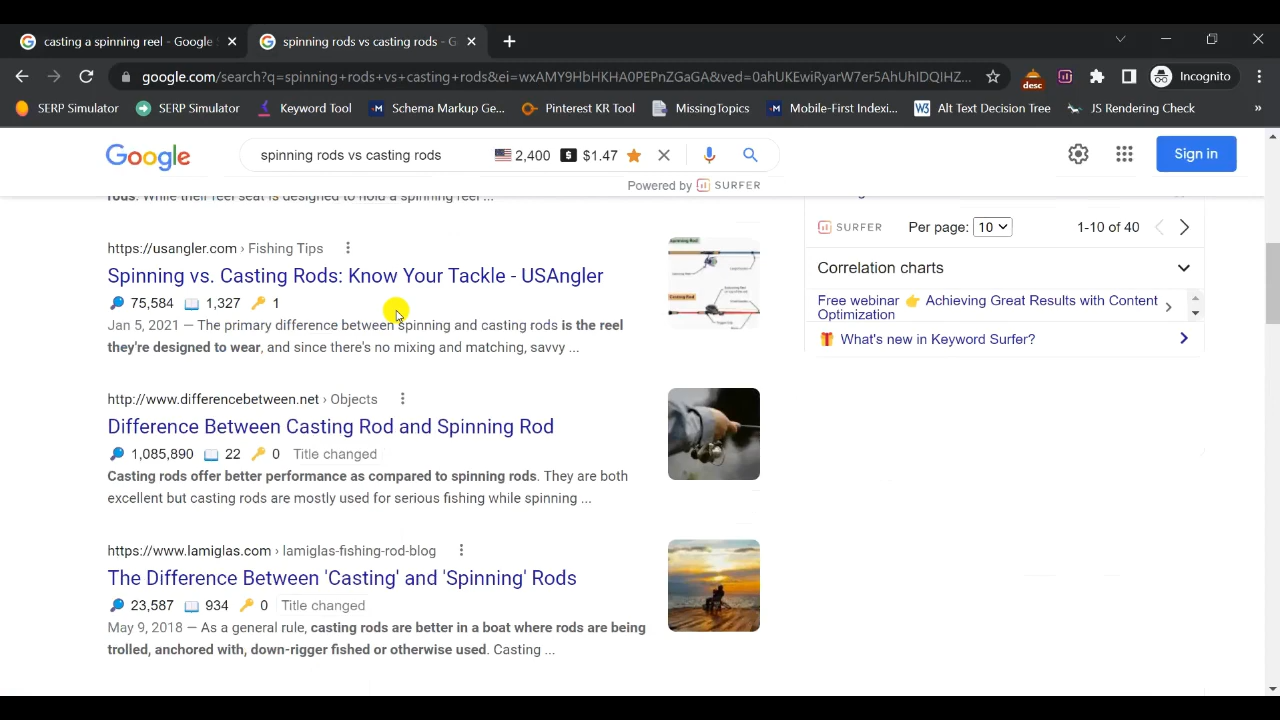 casting a spinning reel - Google
spinning rods vs casting rods - G
google.com/search?q=spinning+rods+vs+casting+rods&ei=wxAMY9HbHKHA0PEPnZGaGA&ved=0ahUKEwiRyarW7er5AhUhIDQIHZ...
desc
Incognito
SERP Simulator
SERP Simulator
Keyword Tool
Schema Markup Ge...
Pinterest KR Tool
MissingTopics
Mobile-First Indexi...
W3
Alt Text Decision Tree
JS Rendering Check
»
Google
spinning rods vs casting rods
2,400
$
$1.47
Sign in
Powered by SURFER
rods. While their reel seat is designed to hold a spinning reel ...
https://usangler.com › Fishing Tips
Spinning vs. Casting Rods: Know Your Tackle - USAngler
75,584 1,327 1
Jan 5, 2021 — The primary difference between spinning and casting rods is the reel
they're designed to wear, and since there's no mixing and matching, savvy ...
Spinning Rod
Casting Rod
http://www.differencebetween.net › Objects
Difference Between Casting Rod and Spinning Rod
1,085,890 22 0 Title changed
Casting rods offer better performance as compared to spinning rods. They are both
excellent but casting rods are mostly used for serious fishing while spinning ...
https://www.lamiglas.com › lamiglas-fishing-rod-blog
The Difference Between 'Casting' and 'Spinning' Rods
23,587 934 0 Title changed
May 9, 2018 — As a general rule, casting rods are better in a boat where rods are being
trolled, anchored with, down-rigger fished or otherwise used. Casting ...
SURFER
Per page: 10
1-10 of 40
Correlation charts
Free webinar 👉 Achieving Great Results with Content
Optimization
What's new in Keyword Surfer?